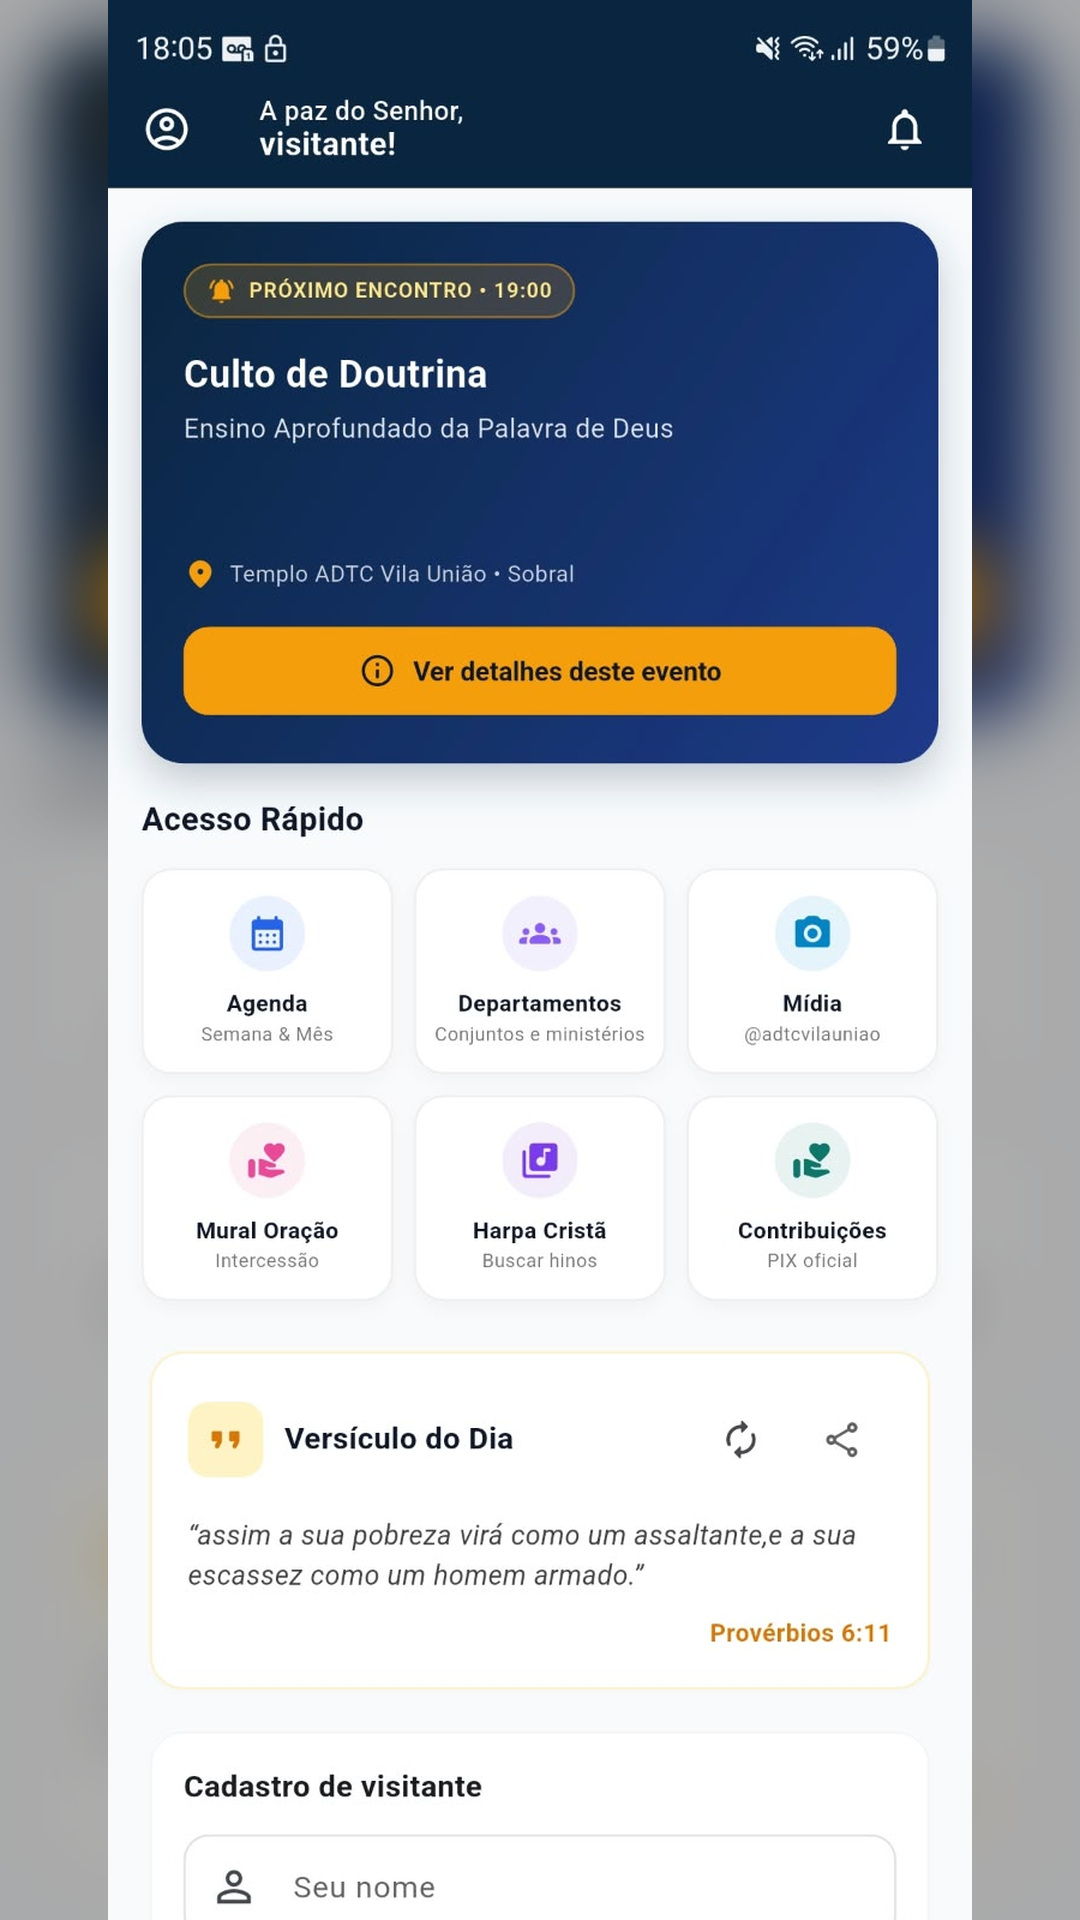 18:05
59%
A paz do Senhor,
visitante!
PRÓXIMO ENCONTRO • 19:00
Culto de Doutrina
Ensino Aprofundado da Palavra de Deus
Templo ADTC Vila União • Sobral
Ver detalhes deste evento
Acesso Rápido
Agenda
Semana & Mês
Departamentos
Conjuntos e ministérios
Mídia
@adtcvilauniao
Mural Oração
Intercessão
Harpa Cristã
Buscar hinos
Contribuições
PIX oficial
Versículo do Dia
“assim a sua pobreza virá como um assaltante,e a sua
escassez como um homem armado.”
Provérbios 6:11
Cadastro de visitante
Seu nome